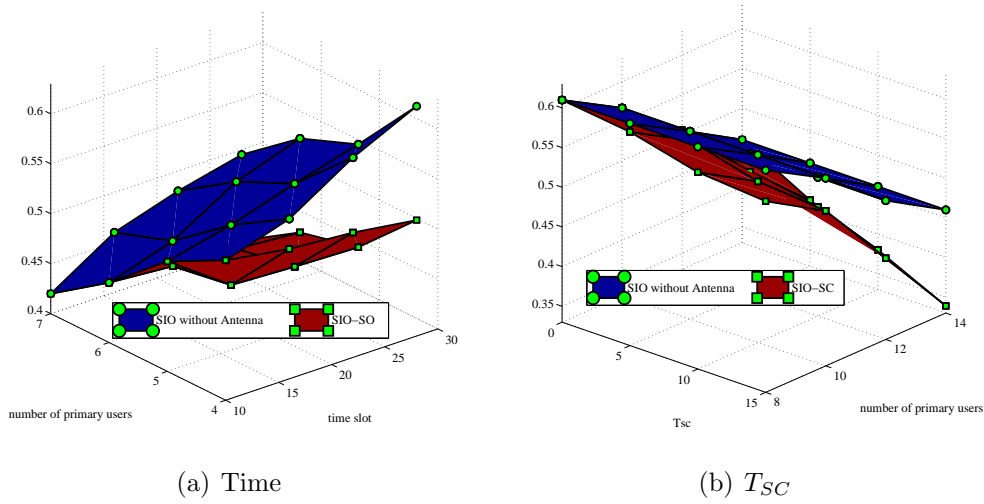 0.6
0.55
0.5
0.45
0.4
7
6
5
4
10
15
20
25
30
SIO without Antenna
SIO−SO
number of primary users
time slot
(a) Time
0.6
0.55
0.5
0.45
0.4
0.35
0
5
10
15
8
10
12
14
SIO without Antenna
SIO−SC
Tsc
number of primary users
(b) T_{SC}